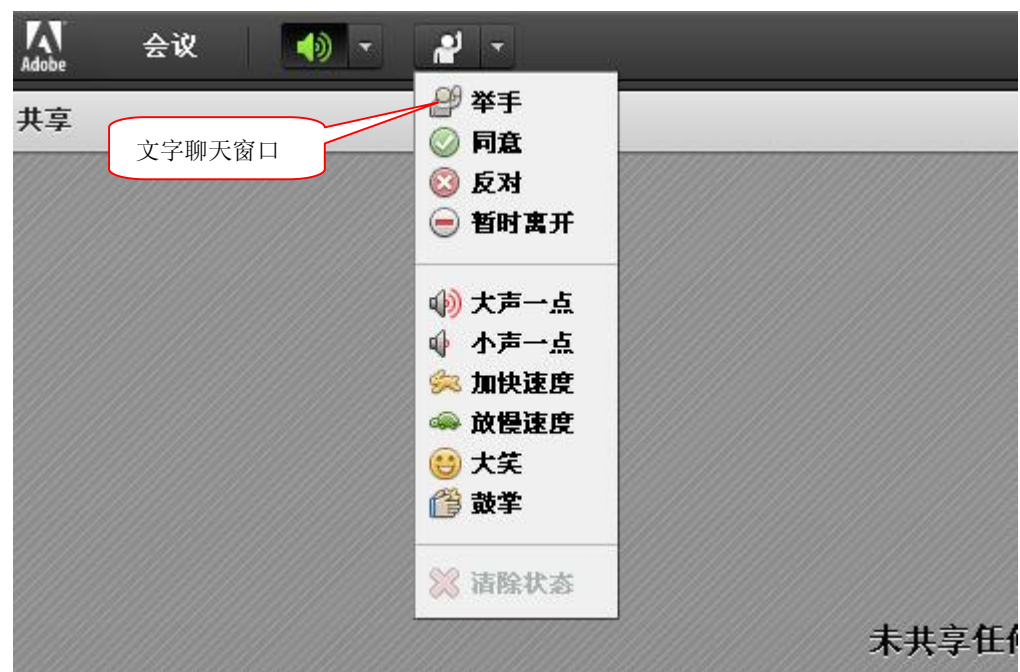 Adobe
会议
共享
文字聊天窗口
举手
同意
反对
暂时离开
大声一点
小声一点
加快速度
放慢速度
大笑
鼓掌
清除状态
未共享任